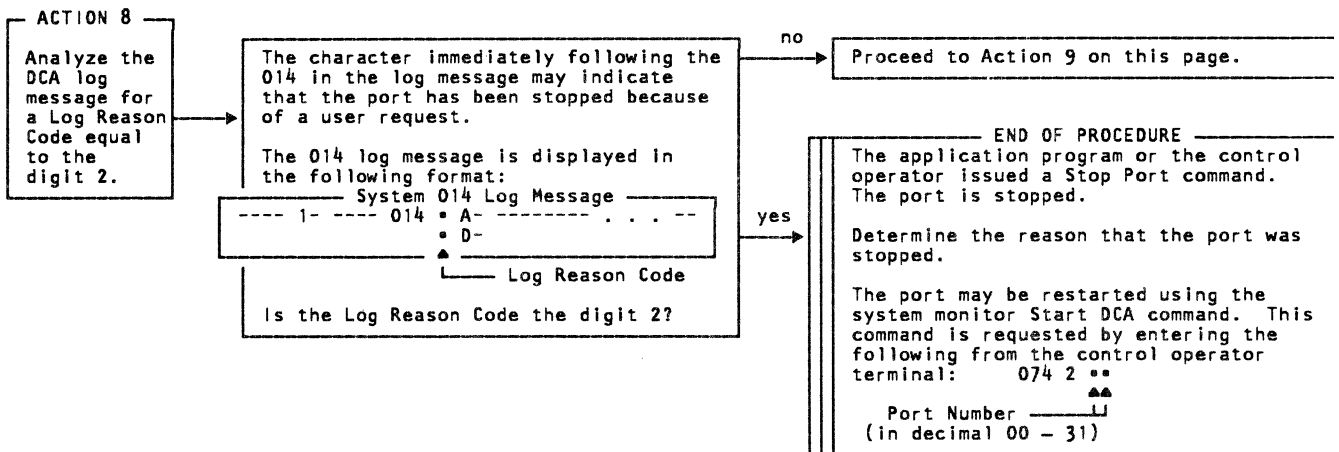 ACTION 8
Analyze the
DCA log
message for
a Log Reason
Code equal
to the
digit 2.
The character immediately following the
014 in the log message may indicate
that the port has been stopped because
of a user request.
The 014 log message is displayed in
the following format:
System 014 Log Message
---- 1- ---- 014 • A- -------- . . . --
• D-
Log Reason Code
Is the Log Reason Code the digit 2?
no
Proceed to Action 9 on this page.
yes
END OF PROCEDURE
The application program or the control
operator issued a Stop Port command.
The port is stopped.
Determine the reason that the port was
stopped.
The port may be restarted using the
system monitor Start DCA command. This
command is requested by entering the
following from the control operator
terminal: 074 2 ••
Port Number
(in decimal 00 – 31)